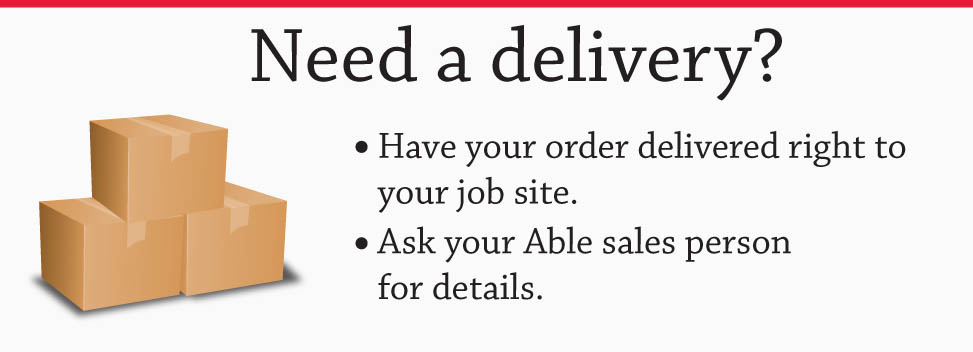 Need a delivery?
• Have your order delivered right to
your job site.
• Ask your Able sales person
for details.